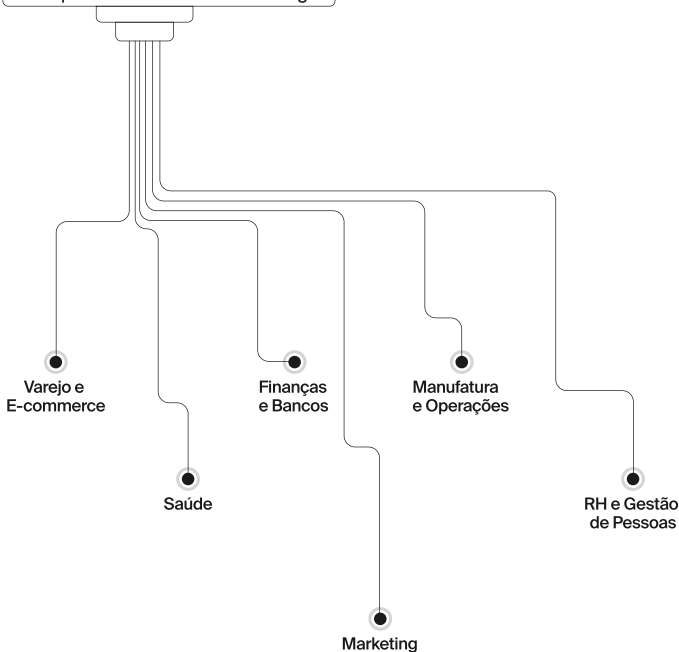 Varejo e
E-commerce
Finanças
e Bancos
Manufatura
e Operações
Saúde
RH e Gestão
de Pessoas
Marketing